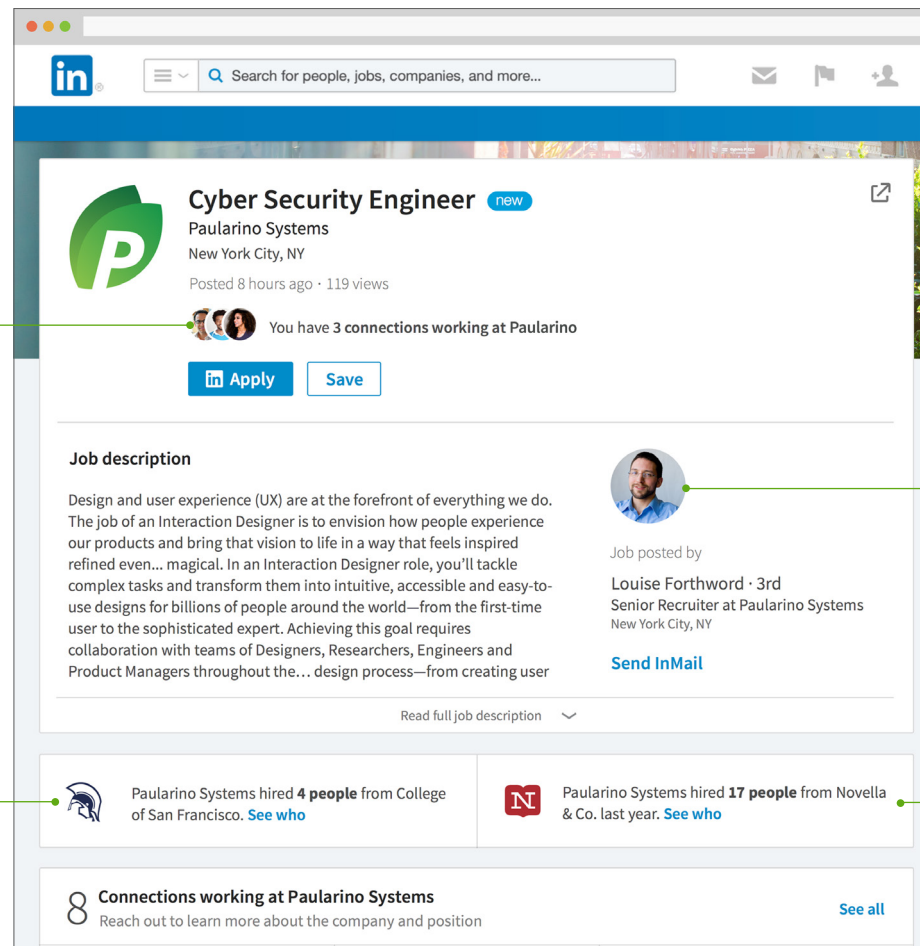 in
Search for people, jobs, companies, and more...
Cyber Security Engineer new
Paularino Systems
New York City, NY
Posted 8 hours ago · 119 views
You have 3 connections working at Paularino
in Apply Save
P
Job description
Design and user experience (UX) are at the forefront of everything we do.
The job of an Interaction Designer is to envision how people experience
our products and bring that vision to life in a way that feels inspired
refined even... magical. In an Interaction Designer role, you’ll tackle
complex tasks and transform them into intuitive, accessible and easy-to-
use designs for billions of people around the world—from the first-time
user to the sophisticated expert. Achieving this goal requires
collaboration with teams of Designers, Researchers, Engineers and
Product Managers throughout the… design process—from creating user
Job posted by
Louise Forthword · 3rd
Senior Recruiter at Paularino Systems
New York City, NY
Send InMail
Read full job description
Paularino Systems hired 4 people from College
of San Francisco. See who
N
Paularino Systems hired 17 people from Novella
& Co. last year. See who
8 Connections working at Paularino Systems
Reach out to learn more about the company and position
See all